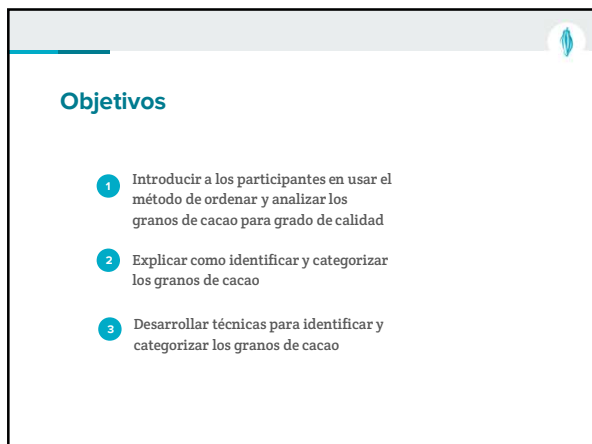 Objetivos
1
Introducir a los participantes en usar el
método de ordenar y analizar los
granos de cacao para grado de calidad
2
Explicar como identificar y categorizar
los granos de cacao
3
Desarrollar técnicas para identificar y
categorizar los granos de cacao